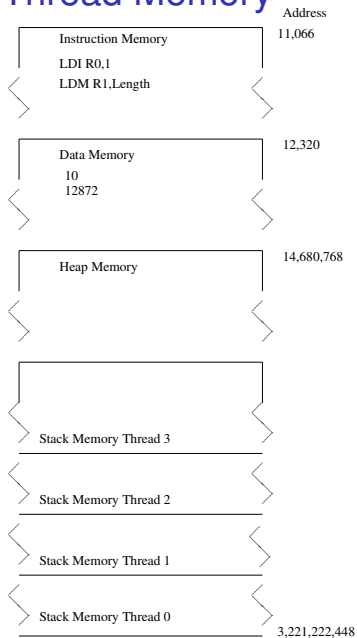 Thread Memory
Address
Instruction Memory
11,066
LDI R0,1
LDM R1,Length
Data Memory
12,320
10
12872
Heap Memory
14,680,768
Stack Memory Thread 3
Stack Memory Thread 2
Stack Memory Thread 1
Stack Memory Thread 0
3,221,222,448